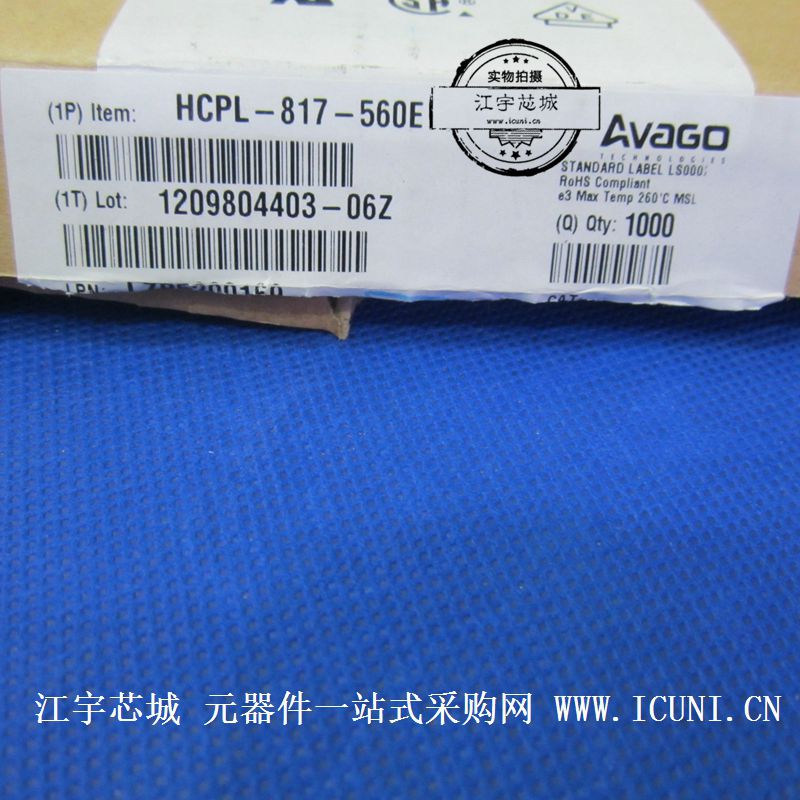 实物拍摄
江宇芯城
www.icuni.cn
(1P) Item: HCPL-817-560E
AVAGO
TECHNOLOGIES
STANDARD LABEL
RoHS Compliant
e3 Max Temp 260°C MSL
(1T) Lot: 1209804403-06Z
(Q) Qty: 1000
江宇芯城 元器件一站式采购网 WWW.ICUNI.CN